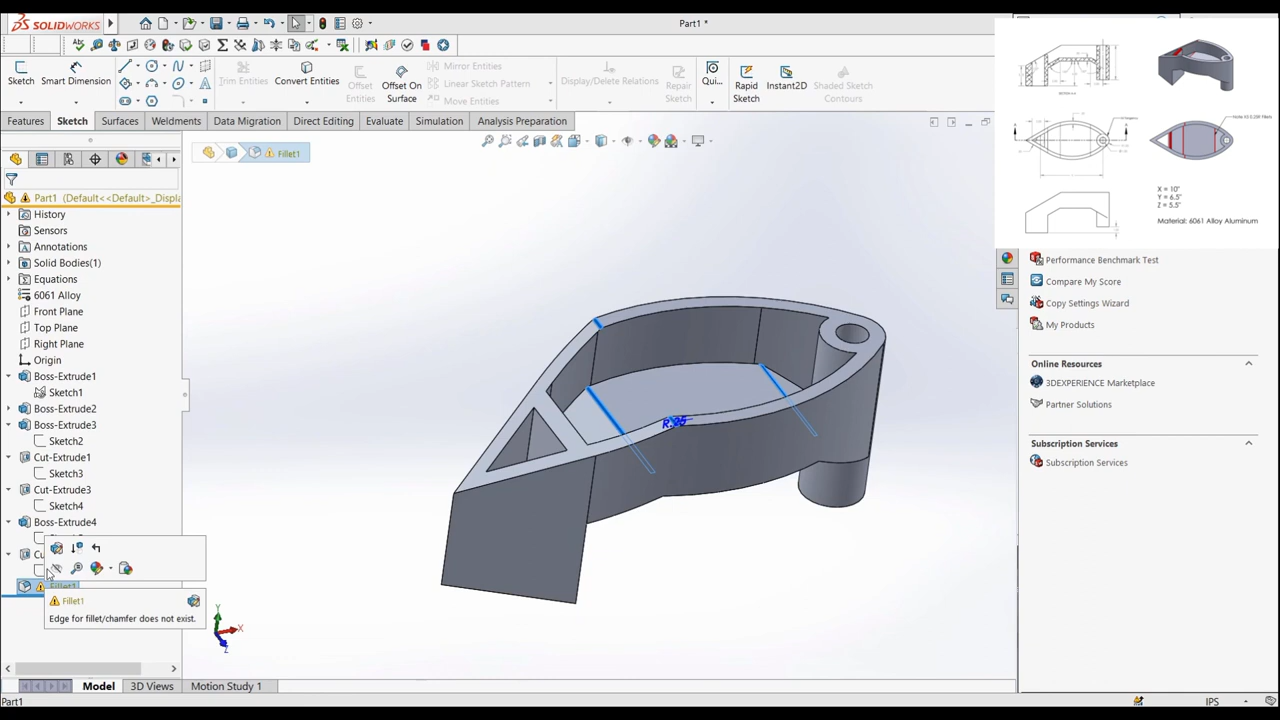 SOLIDWORKS
Part1 *
Sketch
Smart Dimension
Trim Entities
Convert Entities
Offset Entities
Offset On Surface
Mirror Entities
Linear Sketch Pattern
Move Entities
Display/Delete Relations
Repair Sketch
Qui...
Rapid Sketch
Instant2D
Shaded Sketch Contours
Features
Sketch
Surfaces
Weldments
Data Migration
Direct Editing
Evaluate
Simulation
Analysis Preparation
Fillet1
Part1 (Default<<Default>_Displa
History
Sensors
Annotations
Solid Bodies(1)
Equations
6061 Alloy
Front Plane
Top Plane
Right Plane
Origin
Boss-Extrude1
Sketch1
Boss-Extrude2
Boss-Extrude3
Sketch2
Cut-Extrude1
Sketch3
Cut-Extrude3
Sketch4
Boss-Extrude4
Cu
Fillet1
Fillet1
Edge for fillet/chamfer does not exist.
Y
X
Z
X = 10"
Y = 6.5"
Z = 5.5"
Material: 6061 Alloy Aluminum
Performance Benchmark Test
Compare My Score
Copy Settings Wizard
My Products
Online Resources
3DEXPERIENCE Marketplace
Partner Solutions
Subscription Services
Subscription Services
Model
3D Views
Motion Study 1
Part1
IPS